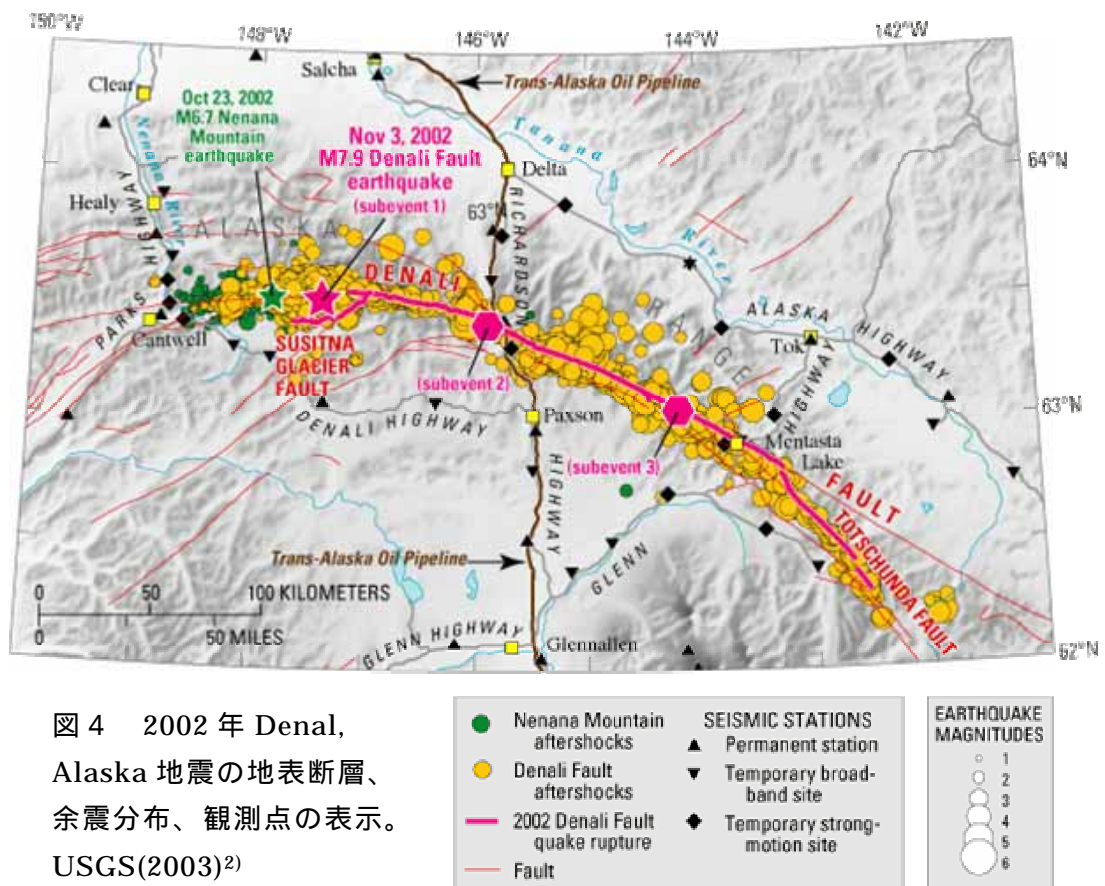 150°W
148°W
146°W
144°W
142°W
Salcha
Clear
Trans-Alaska Oil Pipeline
Oct 23, 2002
M6.7 Nenana
Mountain
earthquake
Nov 3, 2002
M7.9 Denali Fault
earthquake
(subevent 1)
Nenana
River
Tanana
River
Delta
64°N
Healy
63°N
ALASKA
RANGE
RICHARDSON
HIGHWAY
DENALI
FAULT
PARKS
HIGHWAY
Cantwell
SUSITNA
GLACIER
FAULT
(subevent 2)
ALASKA HIGHWAY
Tok
HIGHWAY
63°N
DENALI HIGHWAY
Paxson
Mentasta
Lake
(subevent 3)
TOTSCHUNDA FAULT
Trans-Alaska Oil Pipeline
GLENN
0 50 100 KILOMETERS
0 50 MILES
GLENN HIGHWAY
Glennallen
62°N
図４ 2002 年 Denal,
Alaska 地震の地表断層、
余震分布、観測点の表示。
USGS(2003)²⁾
Nenana Mountain
aftershocks
Denali Fault
aftershocks
2002 Denali Fault
quake rupture
Fault
SEISMIC STATIONS
Permanent station
Temporary broad-
band site
Temporary strong-
motion site
EARTHQUAKE
MAGNITUDES
1
2
3
4
5
6